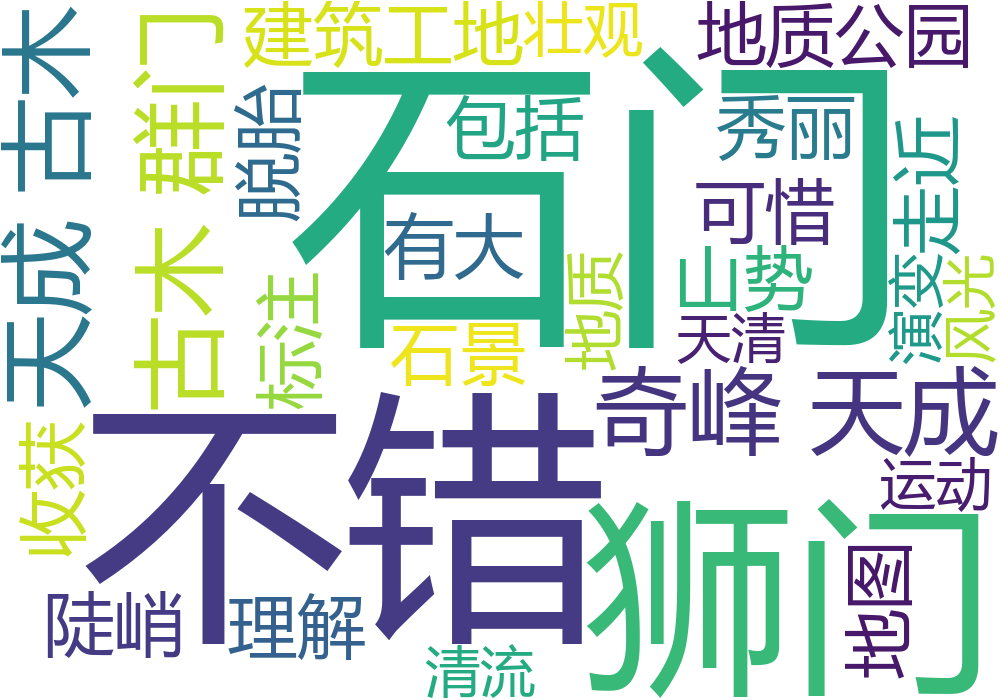 建筑工地
壮观
地质公园
石门
包括
秀丽
古木
天成
群门
古木
脱胎
标注
有大
可惜
走近
山势
演变
风光
地质
天清
石景
奇峰
天成
不错
狮门
收获
运动
地图
陡峭
理解
清流